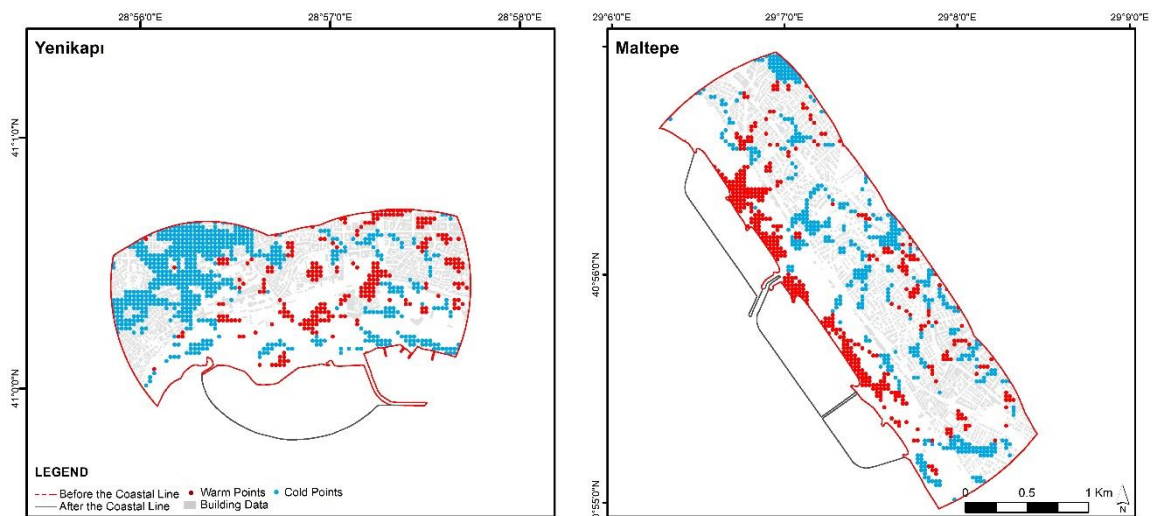 28°56'0"E 28°57'0"E 28°58'0"E
29°6'0"E 29°7'0"E 29°8'0"E 29°9'0"E
Yenikapı
Maltepe
41°1'0"N
41°0'0"N
40°56'0"N
0°55'0"N
LEGEND
Before the Coastal Line Warm Points Cold Points
After the Coastal Line Building Data
0 0.5 1 Km
N